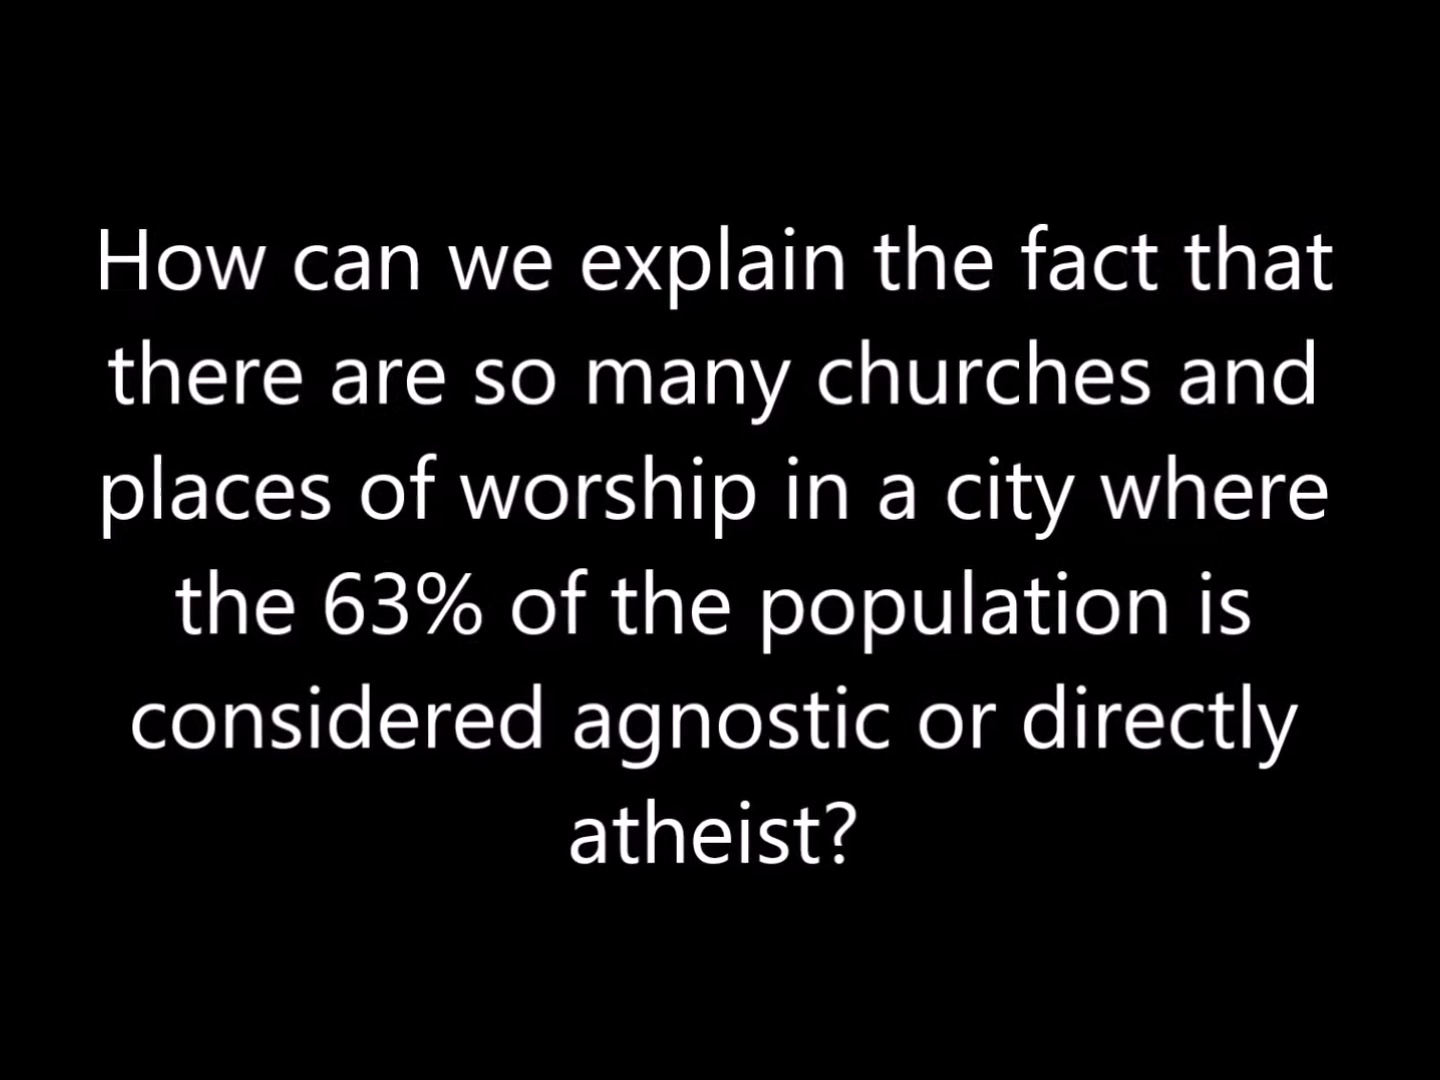 How can we explain the fact that
there are so many churches and
places of worship in a city where
the 63% of the population is
considered agnostic or directly
atheist?